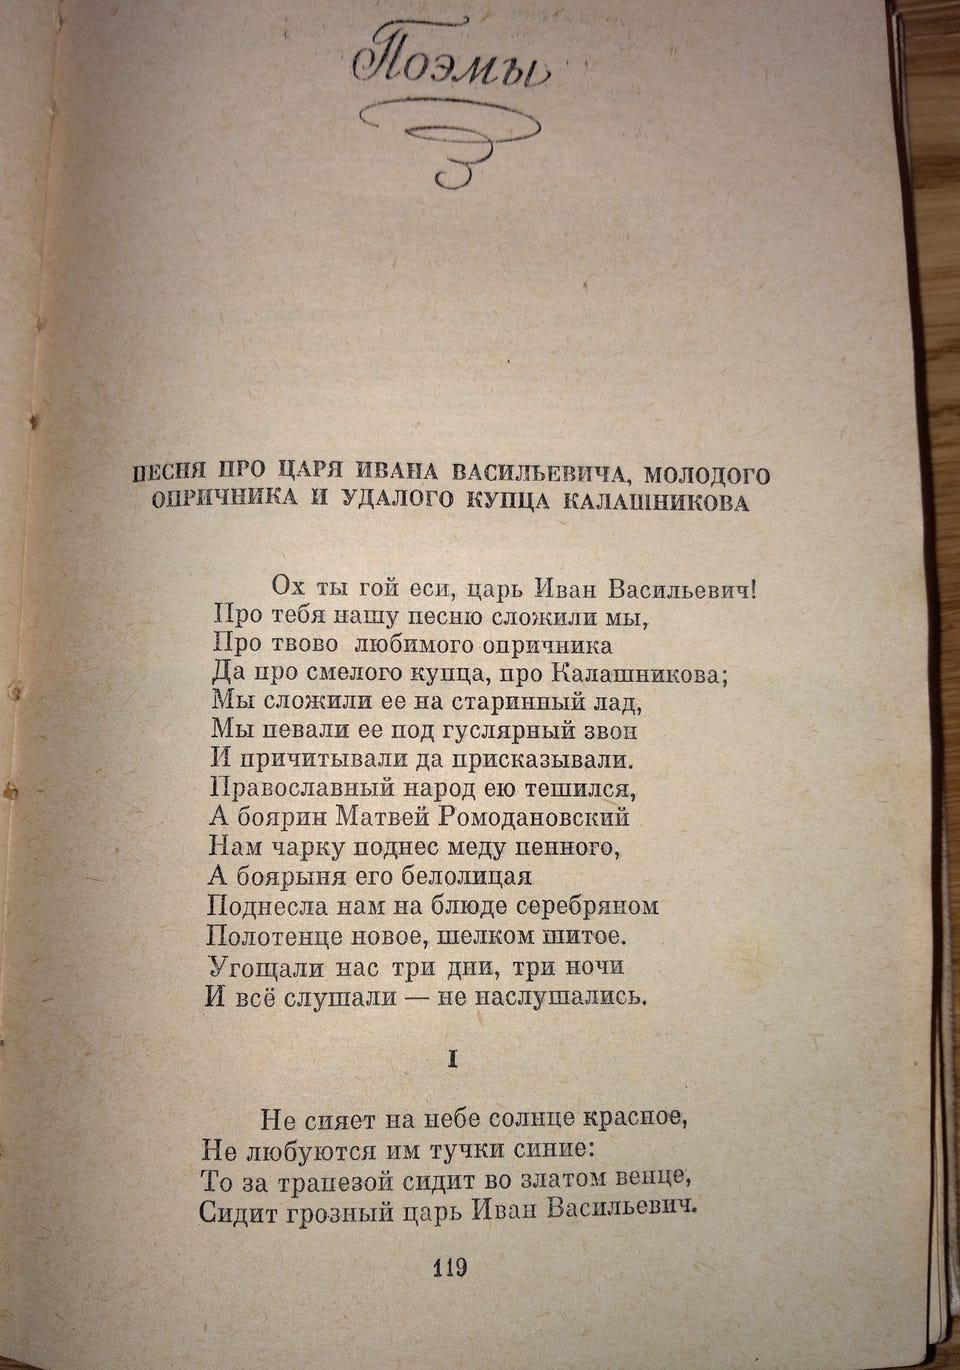 Поэмы
ПЕСНЯ ПРО ЦАРЯ ИВАНА ВАСИЛЬЕВИЧА, МОЛОДОГО
ОПРИЧНИКА И УДАЛОГО КУПЦА КАЛАШНИКОВА
Ох ты гой еси, царь Иван Васильевич!
Про тебя нашу песню сложили мы,
Про твово любимого опричника
Да про смелого купца, про Калашникова;
Мы сложили ее на старинный лад,
Мы певали ее под гуслярный звон
И причитывали да присказывали.
Православный народ ею тешился,
А боярин Матвей Ромодановский
Нам чарку поднес меду пенного,
А боярыня его белолицая
Поднесла нам на блюде серебряном
Полотенце новое, шелком шитое.
Угощали нас три дни, три ночи
И всё слушали — не наслушались.
I
Не сияет на небе солнце красное,
Не любуются им тучки синие:
То за трапезой сидит во златом венце,
Сидит грозный царь Иван Васильевич.
119